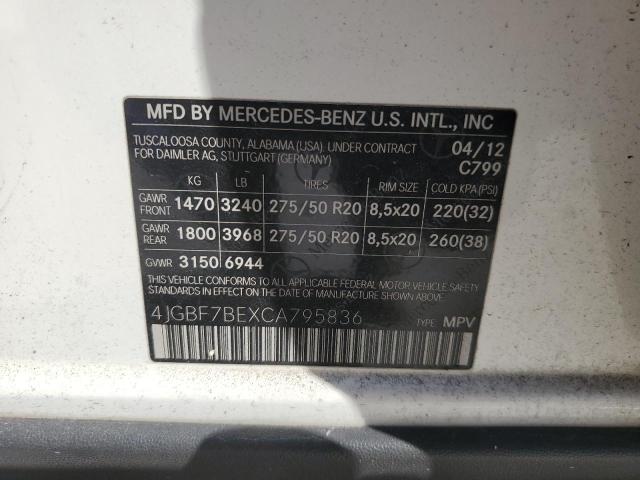 MFD BY MERCEDES-BENZ U.S. INTL., INC
TUSCALOOSA COUNTY, ALABAMA (USA) UNDER CONTRACT 04/12
FOR DAIMLER AG, STUTTGART (GERMANY) C799
KG LB TIRES RIM SIZE COLD KPA (PSI)
GAWR FRONT 1470 3240 275/50 R20 8,5x20 220(32)
GAWR REAR 1800 3968 275/50 R20 8,5x20 260(38)
GVWR 3150 6944
THIS VEHICLE CONFORMS TO ALL APPLICABLE FEDERAL MOTOR VEHICLE SAFETY
BUMPER AND THEFT PREVENTION STANDARDS IN EFFECT ON THE DATE OF MANUFACTURE SHOWN ABOVE
4JGBF7BEXCA795836 TYPE: MPV